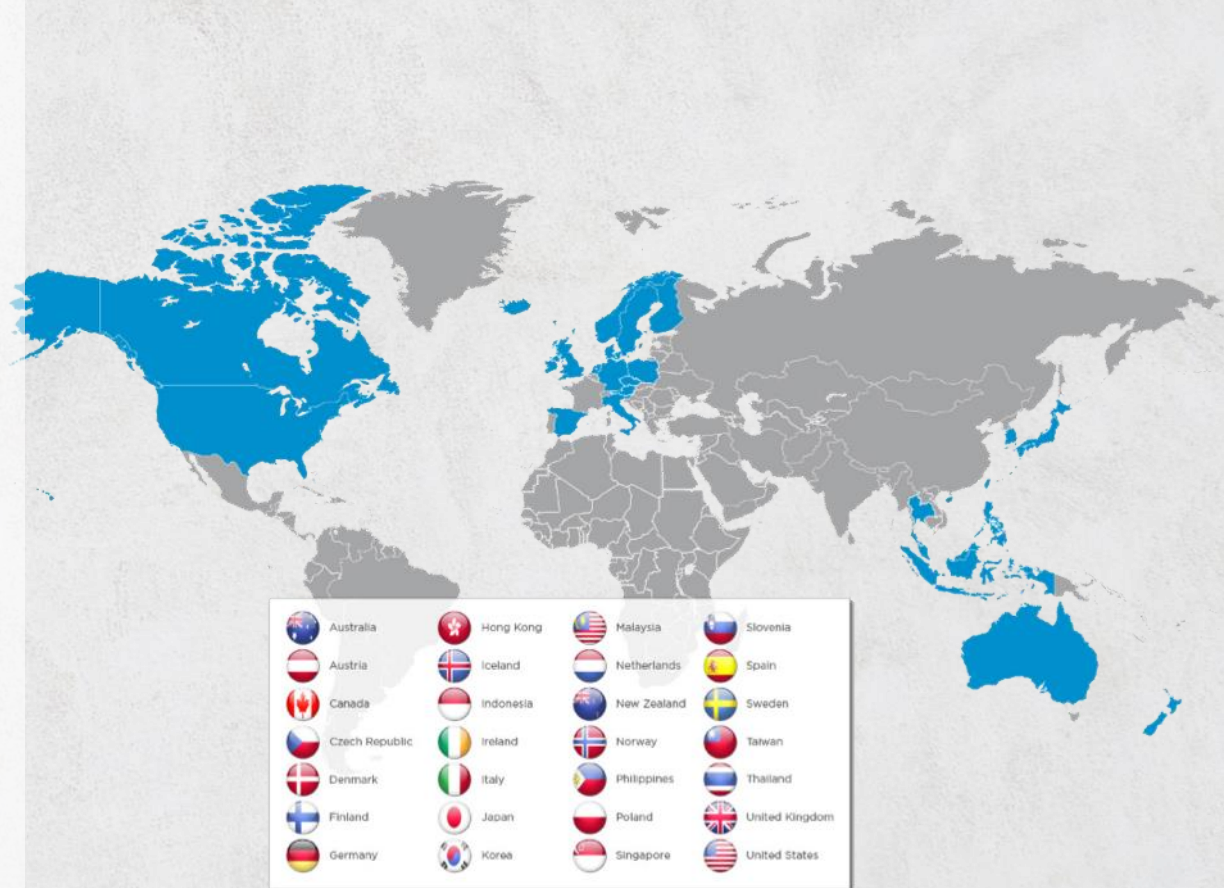 Australia
Austria
Canada
Czech Republic
Denmark
Finland
Germany
Hong Kong
Iceland
Indonesia
Ireland
Italy
Japan
Korea
Malaysia
Netherlands
New Zealand
Norway
Philippines
Poland
Singapore
Slovenia
Spain
Sweden
Taiwan
Thailand
United Kingdom
United States